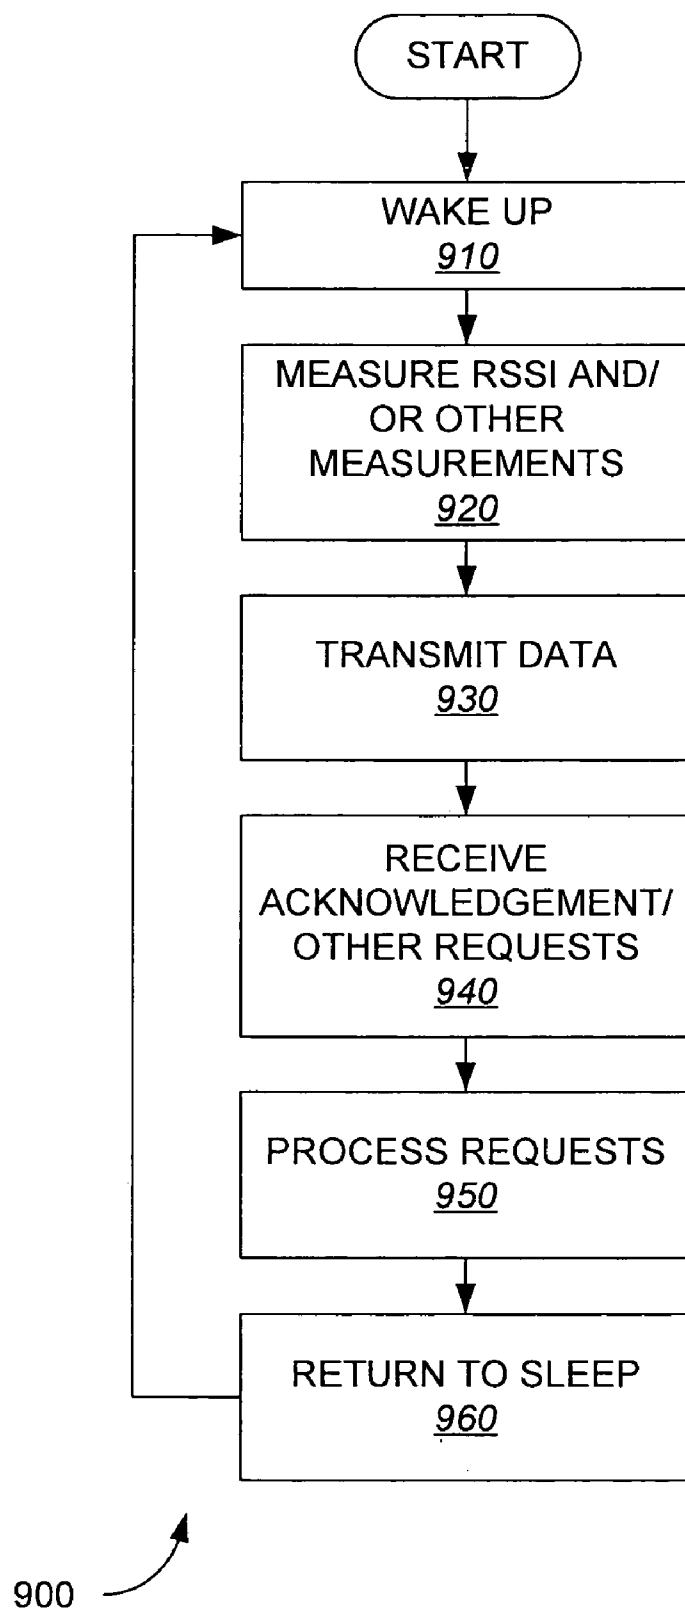 START
WAKE UP
910
MEASURE RSSI AND/
OR OTHER
MEASUREMENTS
920
TRANSMIT DATA
930
RECEIVE
ACKNOWLEDGEMENT/
OTHER REQUESTS
940
PROCESS REQUESTS
950
RETURN TO SLEEP
960
900